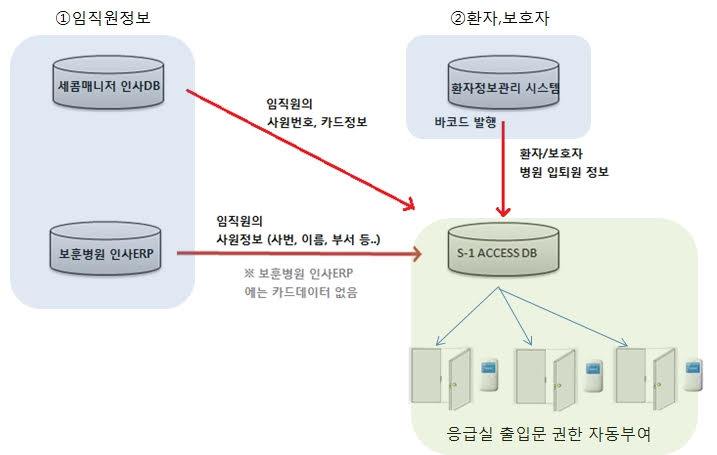 ①임직원정보
②환자,보호자
세콤매니저 인사DB
환자정보관리 시스템
바코드 발행
임직원의
사원번호, 카드정보
환자/보호자
병원 입퇴원 정보
임직원의
사원정보 (사번, 이름, 부서 등..)
보훈병원 인사ERP
S-1 ACCESS DB
※ 보훈병원 인사ERP
에는 카드데이터 없음
응급실 출입문 권한 자동부여